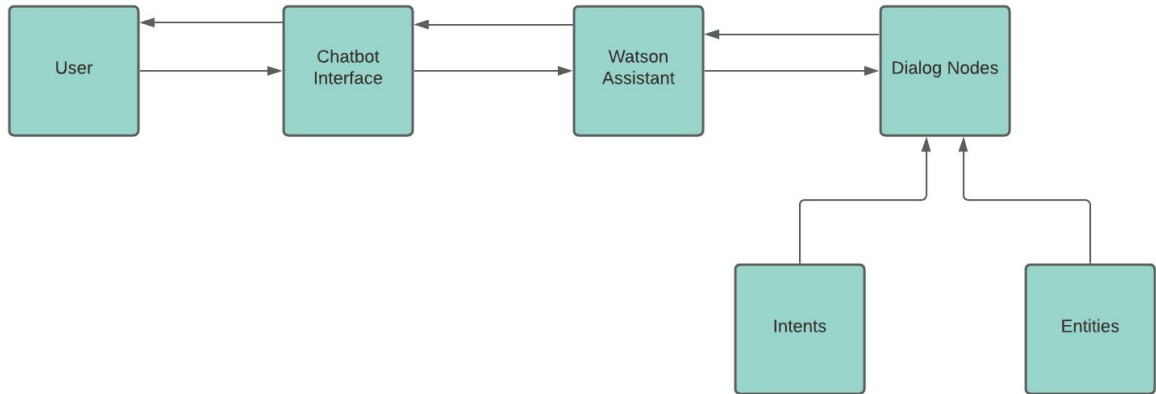 User
Chatbot
Interface
Watson
Assistant
Dialog Nodes
Intents
Entities